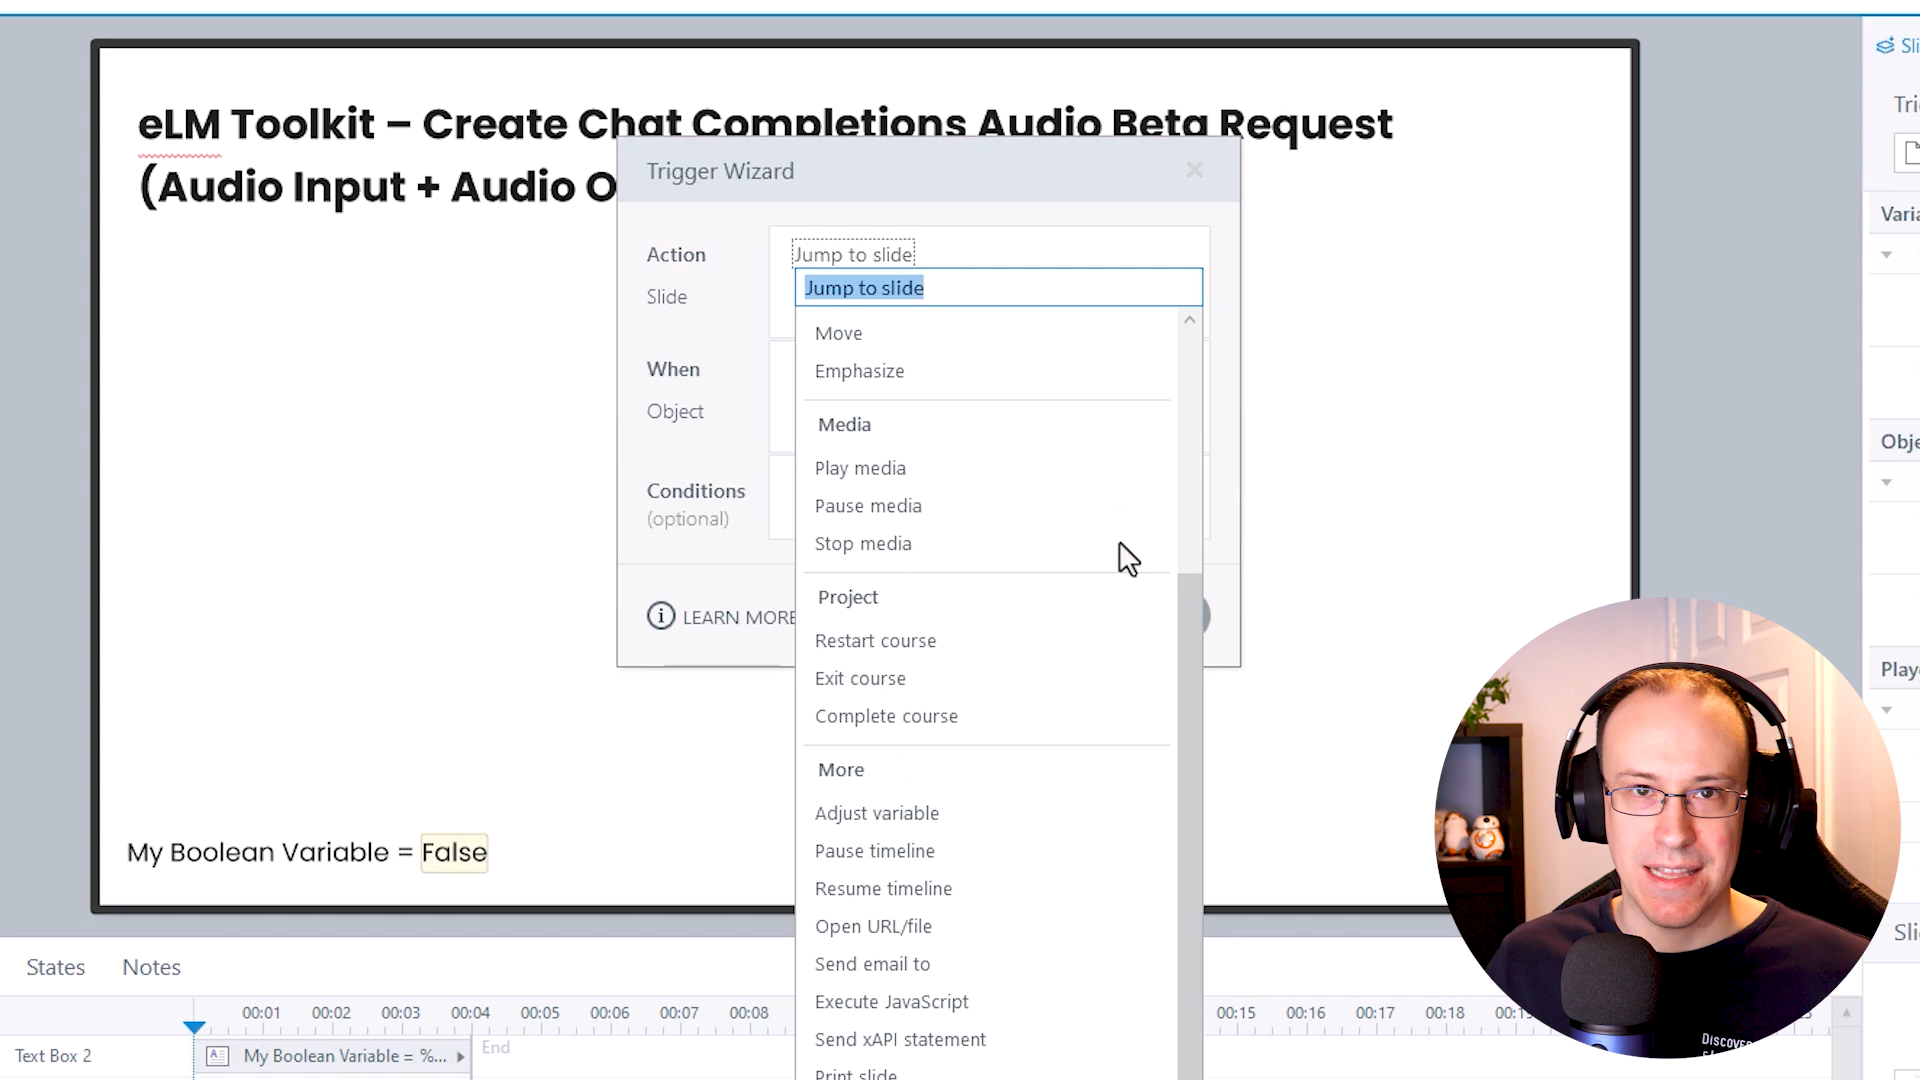 eLM Toolkit – Create Chat Completions Audio Beta Request
(Audio Input + Audio O
Trigger Wizard
Action
Jump to slide
Slide
Jump to slide
Move
Emphasize
When
Object
Media
Play media
Pause media
Stop media
Conditions
(optional)
LEARN MORE
Project
Restart course
Exit course
Complete course
More
Adjust variable
Pause timeline
Resume timeline
Open URL/file
Send email to
Execute JavaScript
Send xAPI statement
Print slide
My Boolean Variable = False
States Notes
00:01 00:02 00:03 00:04 00:05 00:06 00:07 00:08 00:15 00:16 00:17 00:18
Text Box 2
My Boolean Variable = %...
End
Sli
Tri
Varia
Obje
Playe
Sli